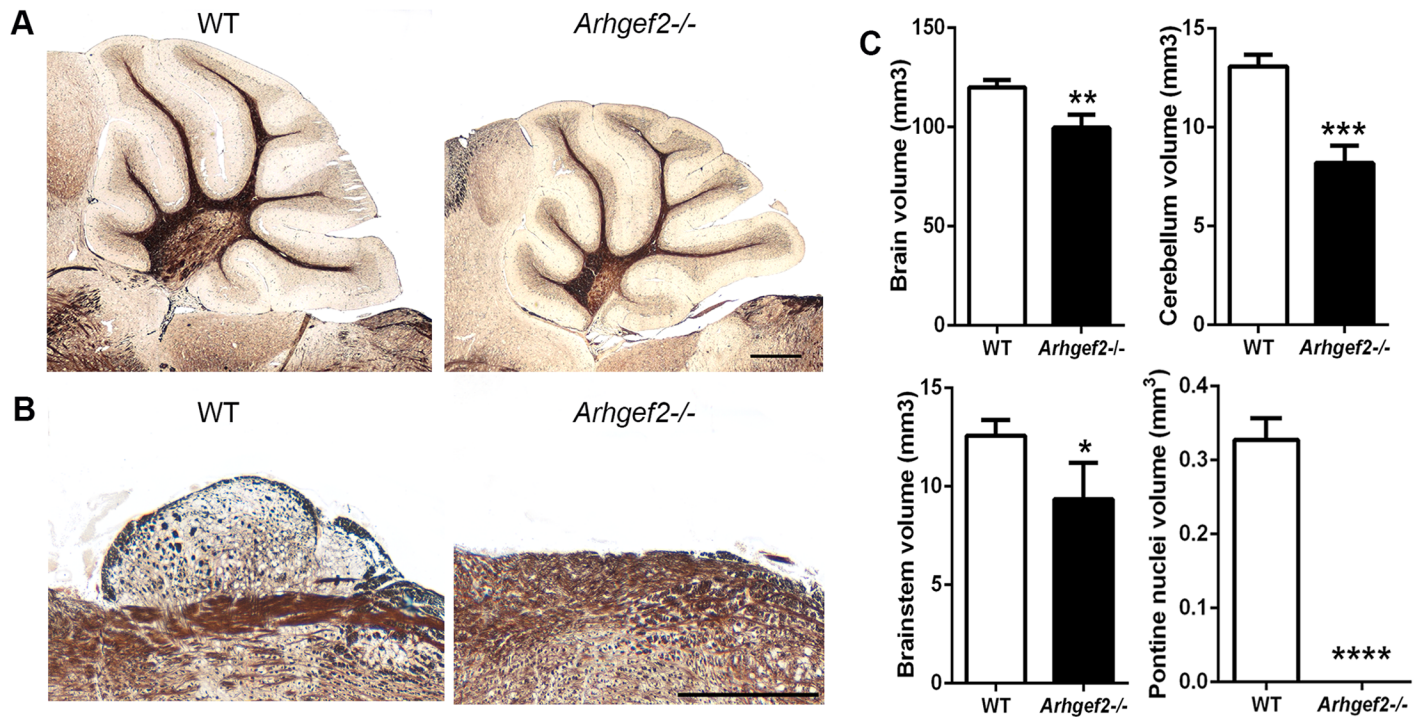 A
WT
Arhgef2-/-
B
WT
Arhgef2-/-
C
Brain volume (mm3)
150
100
50
0
**
WT
Arhgef2-/-
Cerebellum volume (mm3)
15
10
5
0
***
WT
Arhgef2-/-
Brainstem volume (mm3)
15
10
5
0
*
WT
Arhgef2-/-
Pontine nuclei volume (mm³)
0.4
0.3
0.2
0.1
0.0
****
WT
Arhgef2-/-